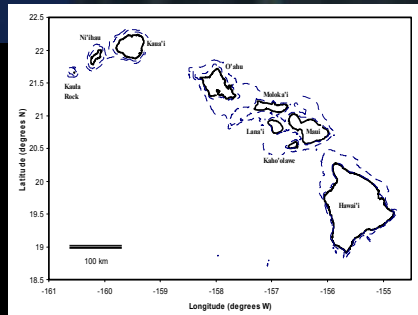 22.5
22
21.5
21
20.5
20
19.5
19
18.5
Latitude (degrees N)
Ni'ihau
Kaua'i
Kaula
Rock
O'ahu
Moloka'i
Lana'i
Maui
Kaho'olawe
Hawai'i
100 km
-161
-160
-159
-158
-157
-156
-155
Longitude (degrees W)